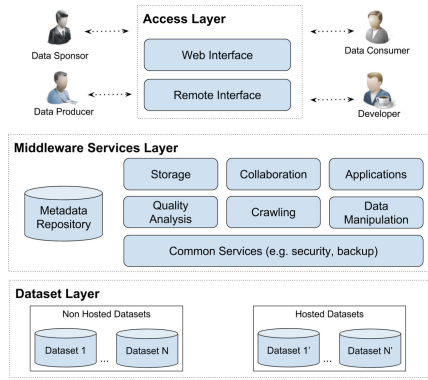 Access Layer
Data Sponsor
Web Interface
Data Consumer
Data Producer
Remote Interface
Developer
Middleware Services Layer
Metadata
Repository
Storage
Collaboration
Applications
Quality
Analysis
Crawling
Data
Manipulation
Common Services (e.g. security, backup)
Dataset Layer
Non Hosted Datasets
Dataset 1
...
Dataset N
Hosted Datasets
Dataset 1'
...
Dataset N'